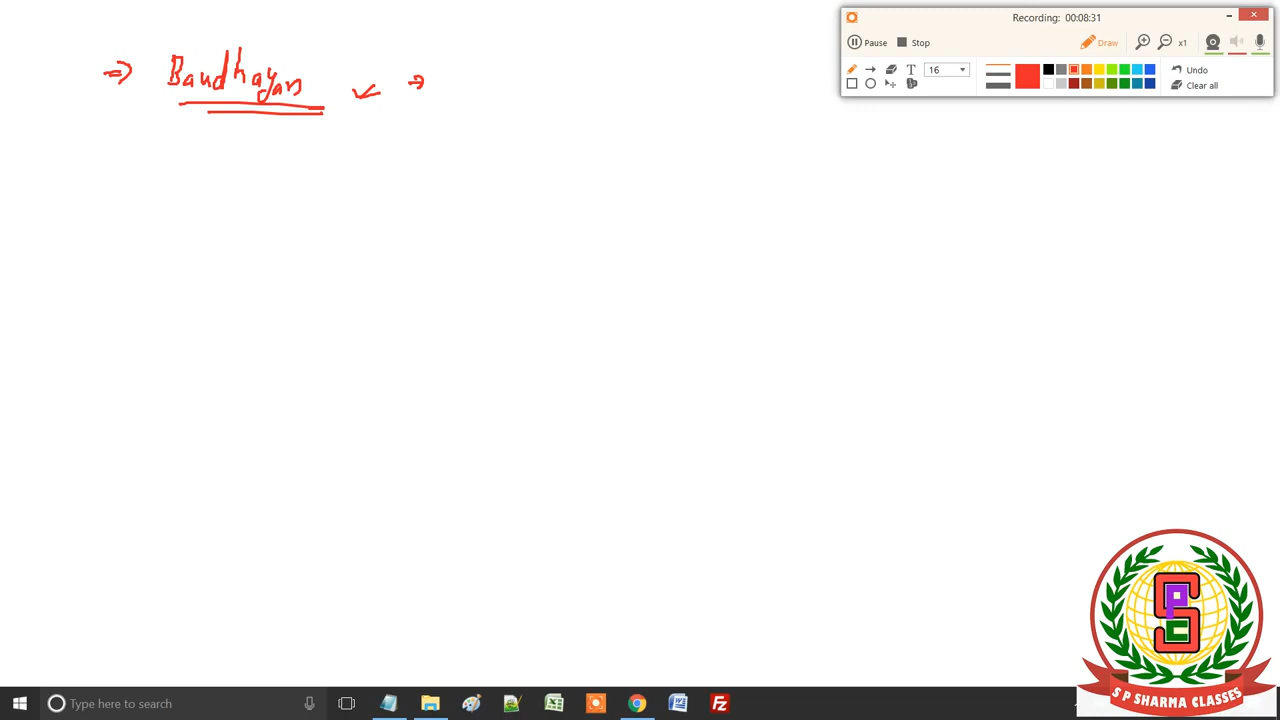 Recording: 00:08:31
Pause Stop Draw x1
16 Undo
Clear all
⇒ Baudhayan ✓ →
S P C
S P SHARMA CLASSES
Type here to search